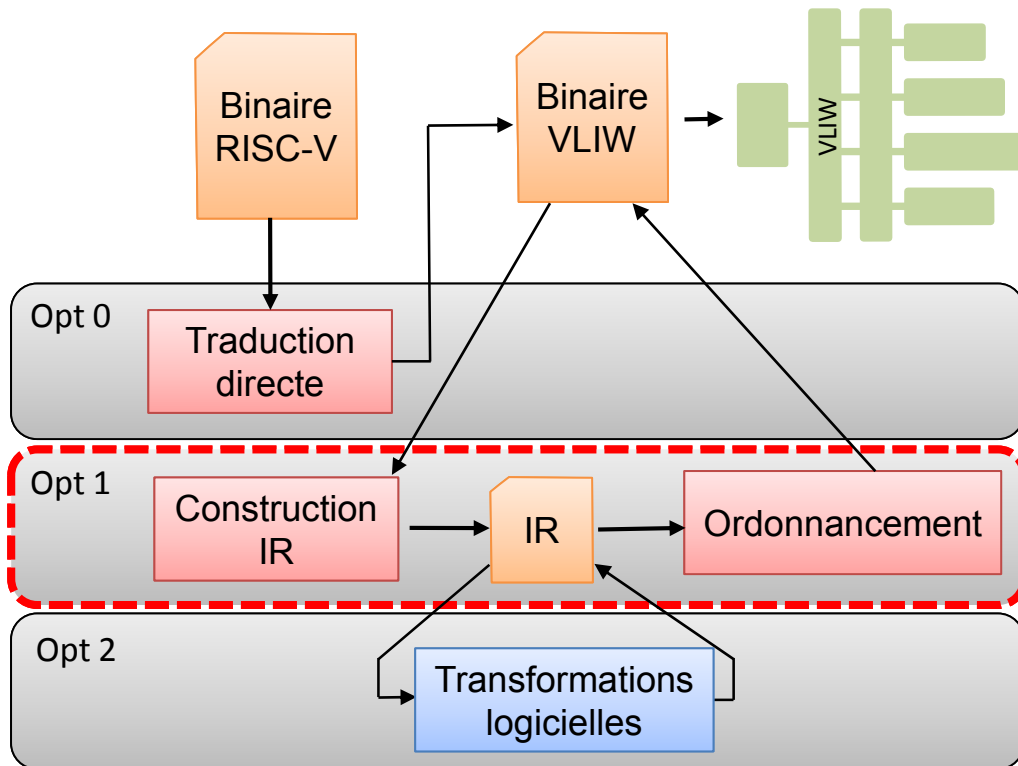 Binaire
RISC-V
Binaire
VLIW
VLIW
Opt 0
Traduction
directe
Opt 1
Construction
IR
IR
Ordonnancement
Opt 2
Transformations
logicielles